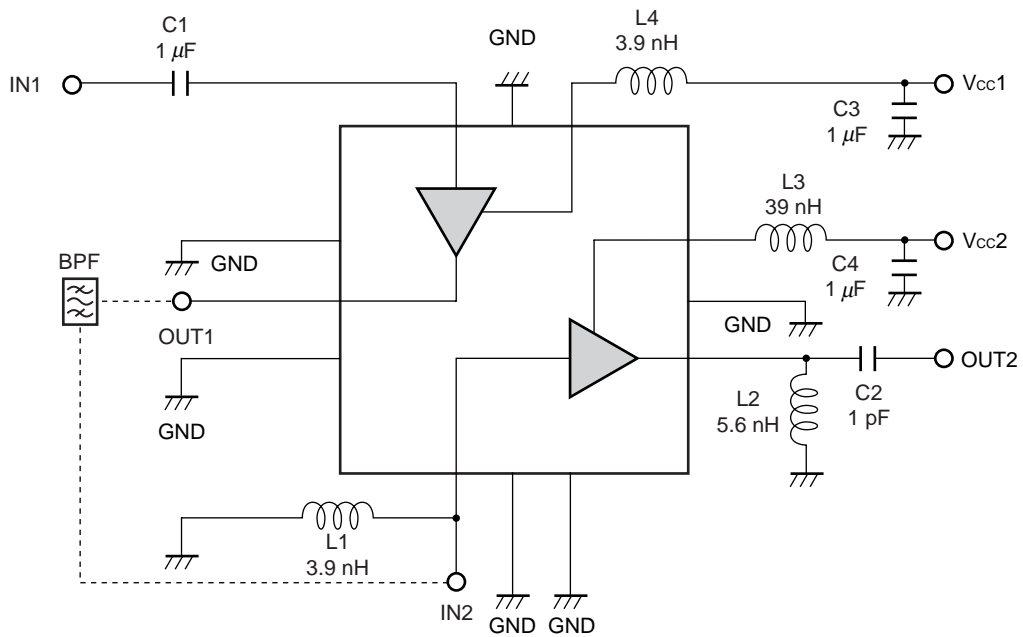 C1
1 μF
IN1
GND
L4
3.9 nH
Vcc1
C3
1 μF
L3
39 nH
Vcc2
C4
1 μF
GND
BPF
OUT1
GND
GND
OUT2
L2
5.6 nH
C2
1 pF
L1
3.9 nH
IN2
GND
GND